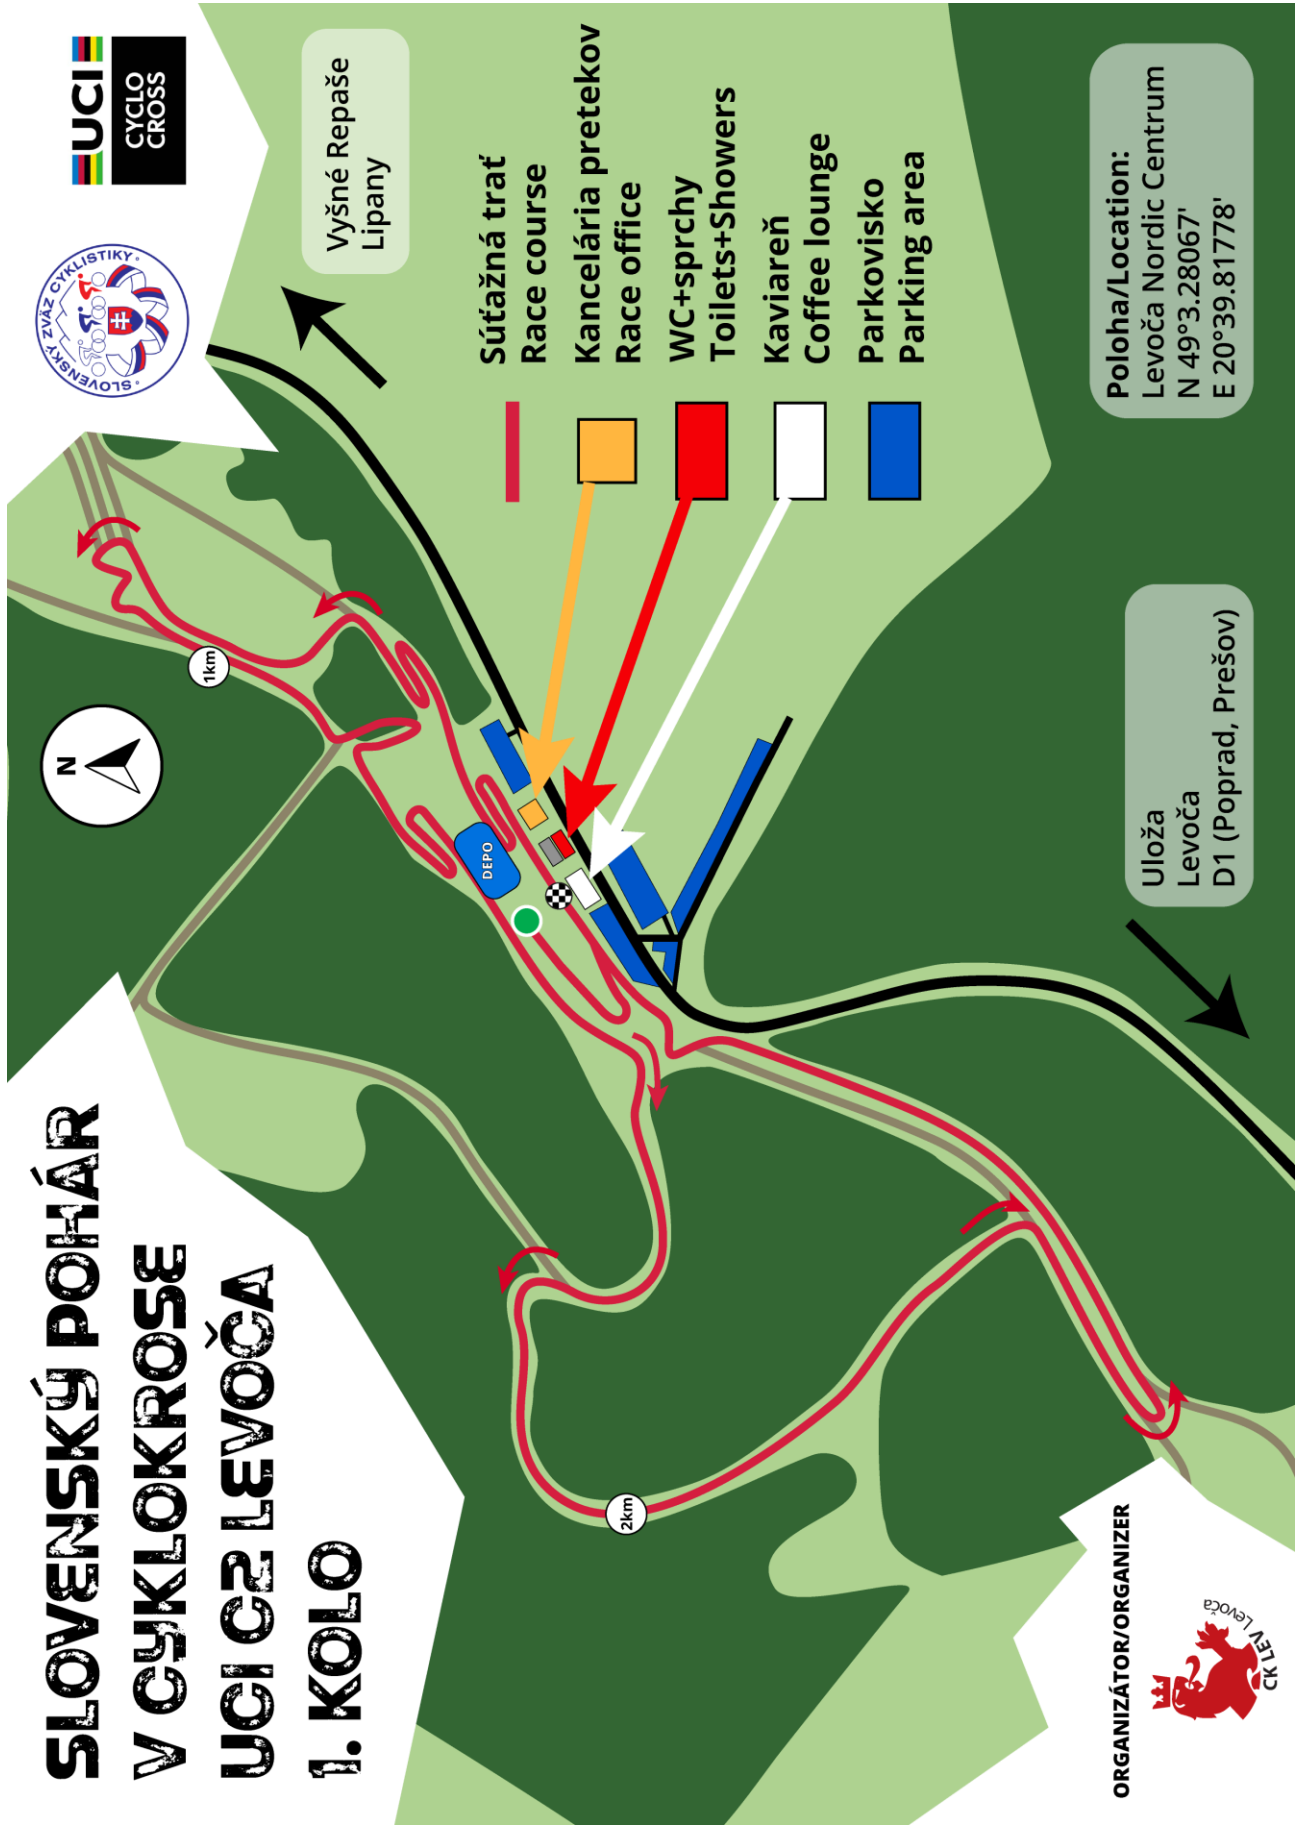 SLOVENSKÝ POHÁR
V CYKLOKROSE
UCI C2 LEVOČA
1. KOLO
SLOVENSKÝ ZVÄZ CYKLISTIKY
UCI
CYCLO
CROSS
Vyšné Repaše
Lipany
N
1km
2km
DEPO
Súťažná trať
Race course
Kancelária pretekov
Race office
WC+sprchy
Toilets+Showers
Kaviareň
Coffee lounge
Parkovisko
Parking area
Uloža
Levoča
D1 (Poprad, Prešov)
Poloha/Location:
Levoča Nordic Centrum
N 49°3.28067'
E 20°39.81778'
ORGANIZÁTOR/ORGANIZER
CK LEV Levoča